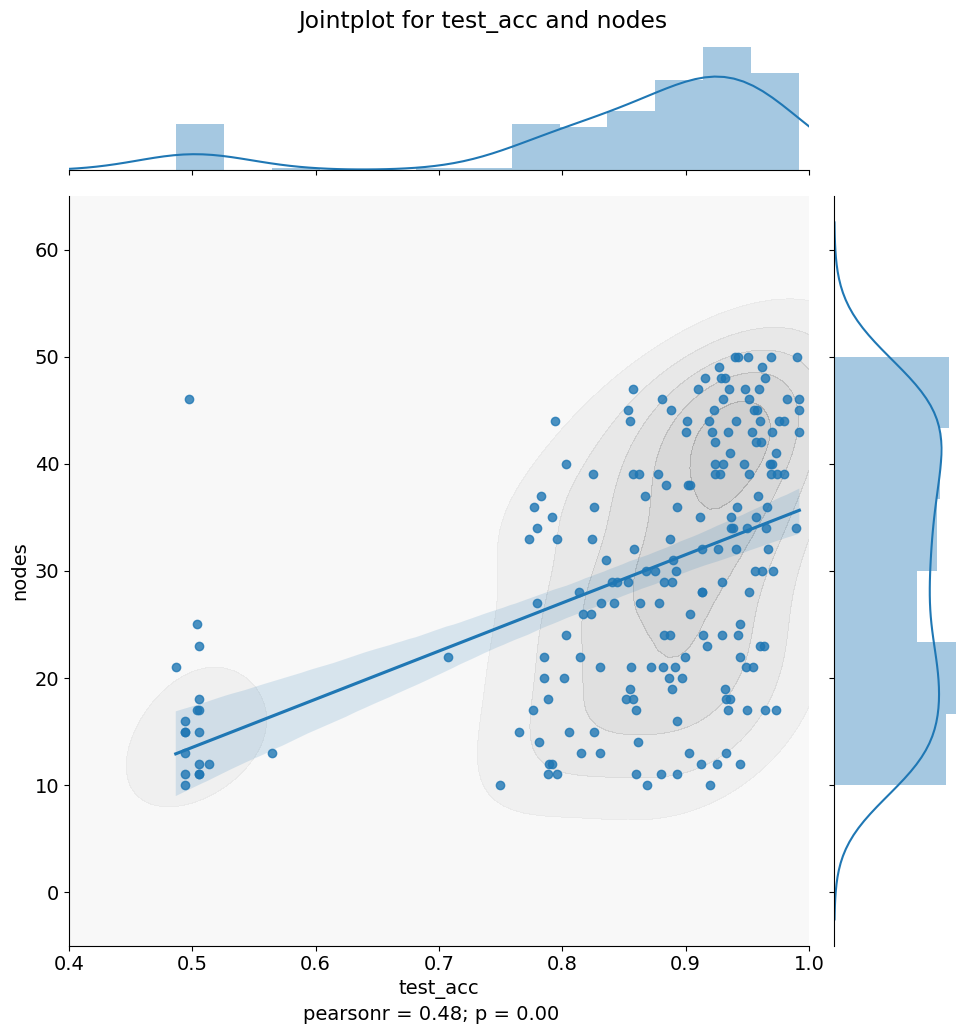 Jointplot for test_acc and nodes
60
50
40
30
20
10
0
nodes
0.4 0.5 0.6 0.7 0.8 0.9 1.0
test_acc
pearsonr = 0.48; p = 0.00